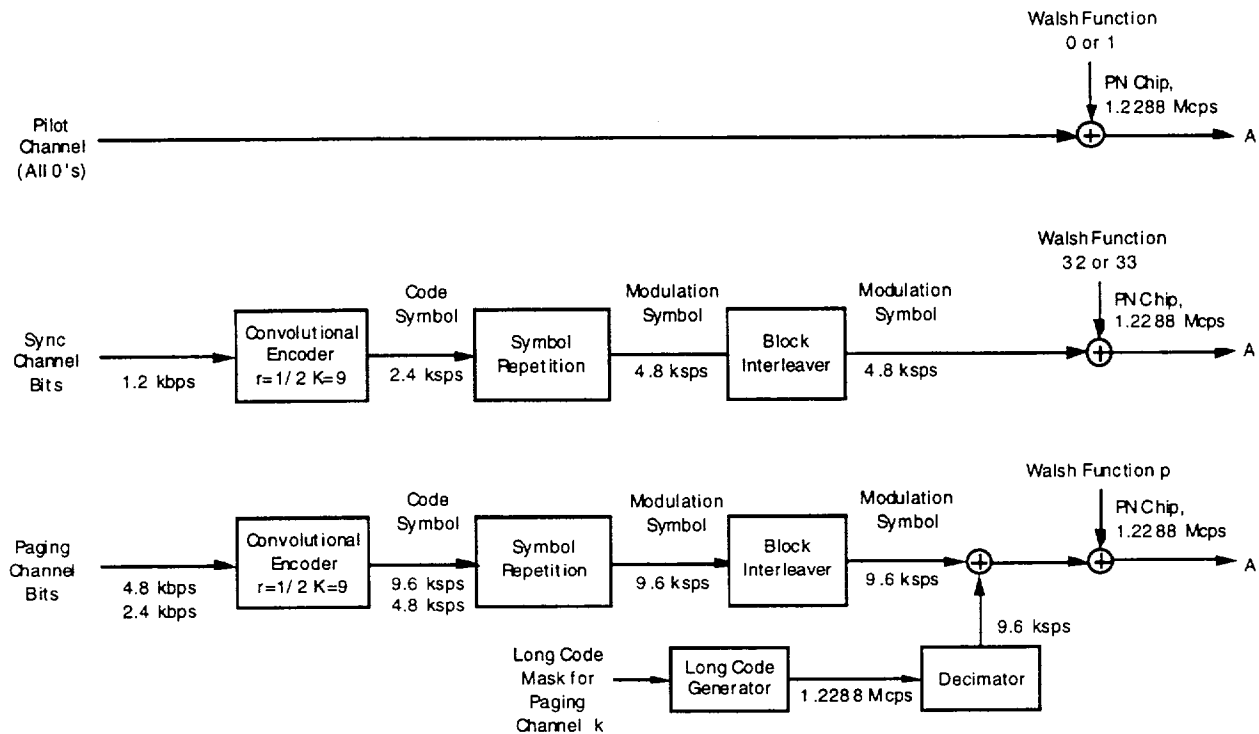 Walsh Function
0 or 1
PN Chip,
1.2288 Mcps
Pilot
Channel
(All 0's)
A
Walsh Function
32 or 33
PN Chip,
1.2288 Mcps
Sync
Channel
Bits
1.2 kbps
Convolutional
Encoder
r=1/2 K=9
Code
Symbol
2.4 ksps
Symbol
Repetition
Modulation
Symbol
4.8 ksps
Block
Interleaver
Modulation
Symbol
4.8 ksps
A
Walsh Function p
PN Chip,
1.2288 Mcps
Paging
Channel
Bits
4.8 kbps
2.4 kbps
Convolutional
Encoder
r=1/2 K=9
Code
Symbol
9.6 ksps
4.8 ksps
Symbol
Repetition
Modulation
Symbol
9.6 ksps
Block
Interleaver
Modulation
Symbol
9.6 ksps
A
9.6 ksps
Long Code
Mask for
Paging
Channel k
Long Code
Generator
1.2288 Mcps
Decimator